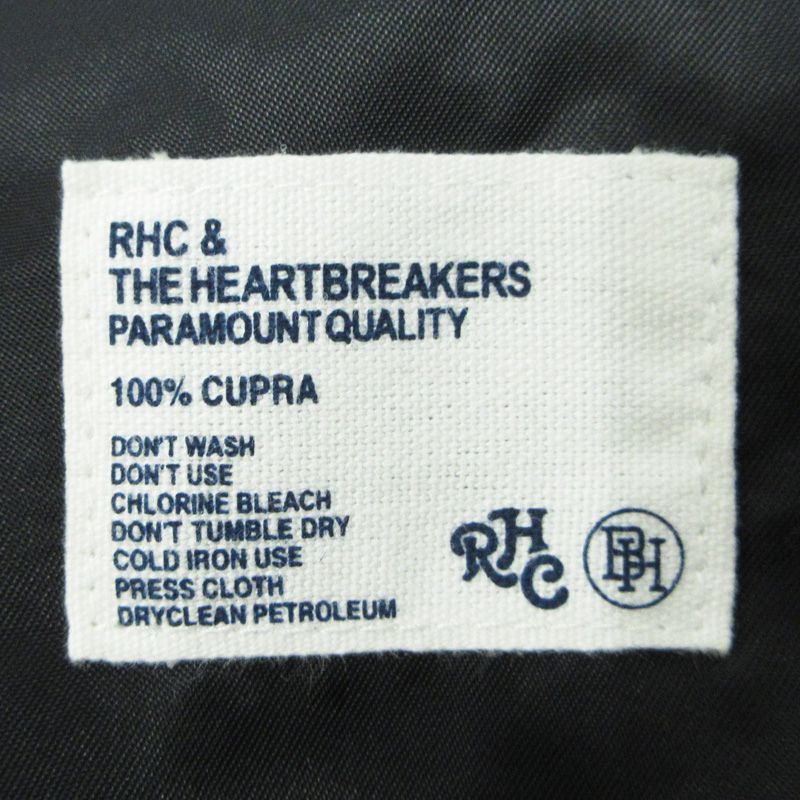 RHC &
THE HEARTBREAKERS
PARAMOUNT QUALITY
100% CUPRA
DON'T WASH
DON'T USE
CHLORINE BLEACH
DON'T TUMBLE DRY
COLD IRON USE
PRESS CLOTH
DRYCLEAN PETROLEUM
RHC